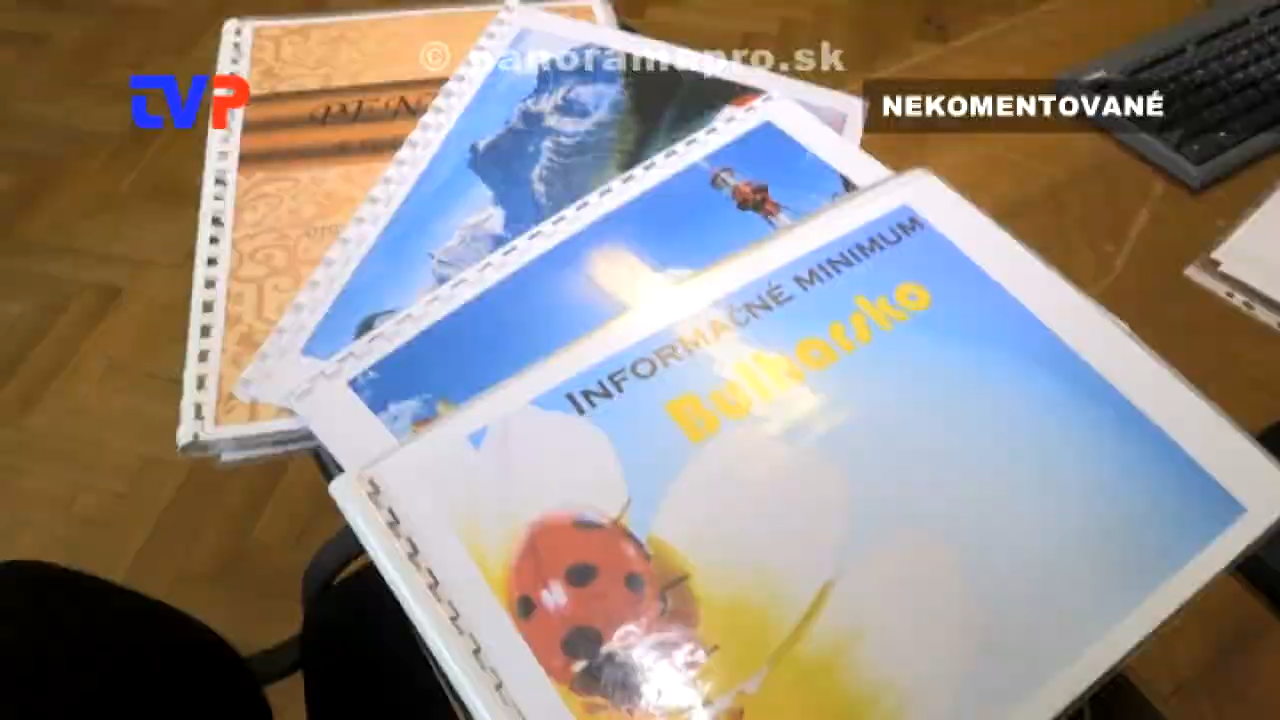 © panoramapro.sk
TVP
NEKOMENTOVANÉ
INFORMAČNÉ MINIMUM
Bulharsko